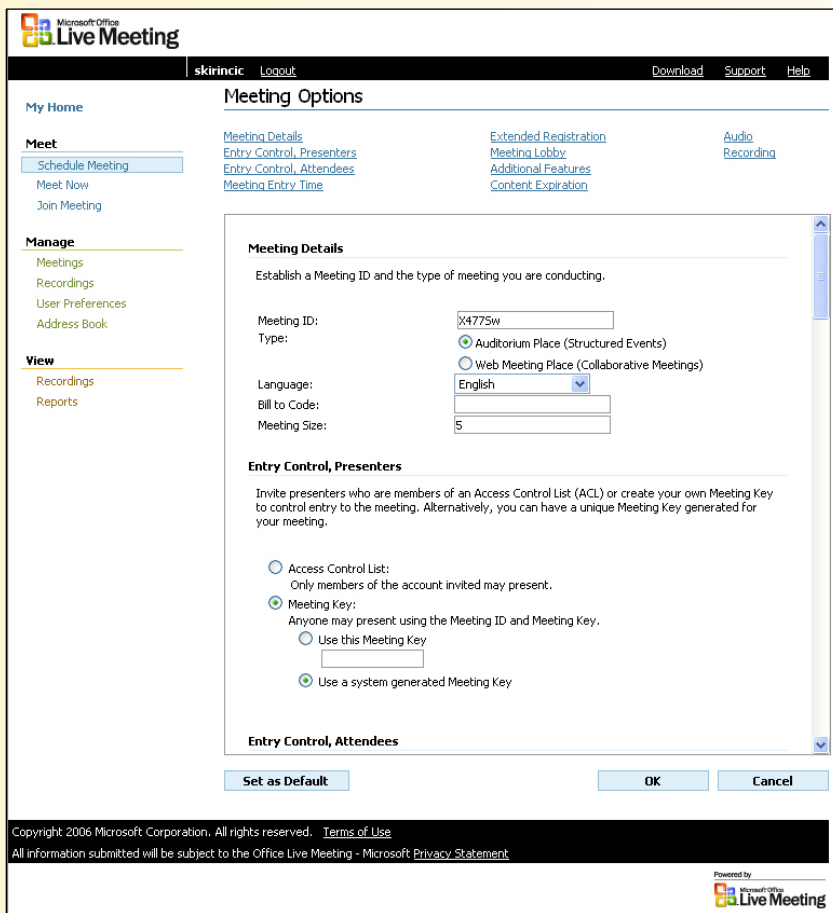 Microsoft Office
Live Meeting
skirincic Logout Download Support Help
My Home
Meet
Schedule Meeting
Meet Now
Join Meeting
Manage
Meetings
Recordings
User Preferences
Address Book
View
Recordings
Reports
Meeting Options
Meeting Details
Entry Control, Presenters
Entry Control, Attendees
Meeting Entry Time
Extended Registration
Meeting Lobby
Additional Features
Content Expiration
Audio
Recording
Meeting Details
Establish a Meeting ID and the type of meeting you are conducting.
Meeting ID: X477Sw
Type: Auditorium Place (Structured Events)
Web Meeting Place (Collaborative Meetings)
Language: English
Bill to Code:
Meeting Size: 5
Entry Control, Presenters
Invite presenters who are members of an Access Control List (ACL) or create your own Meeting Key
to control entry to the meeting. Alternatively, you can have a unique Meeting Key generated for
your meeting.
Access Control List:
Only members of the account invited may present.
Meeting Key:
Anyone may present using the Meeting ID and Meeting Key.
Use this Meeting Key
Use a system generated Meeting Key
Entry Control, Attendees
Set as Default OK Cancel
Copyright 2006 Microsoft Corporation. All rights reserved. Terms of Use
All information submitted will be subject to the Office Live Meeting - Microsoft Privacy Statement
Powered by
Microsoft Office
Live Meeting